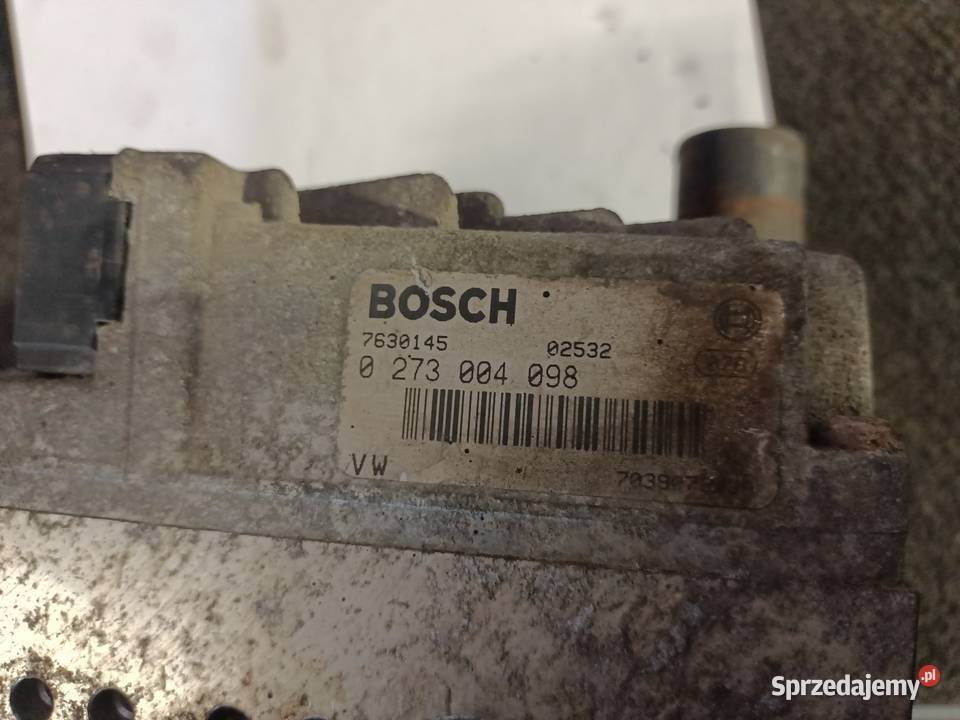 BOSCH
7630145 02532
0 273 004 098
VW
Sprzedajemy.pl